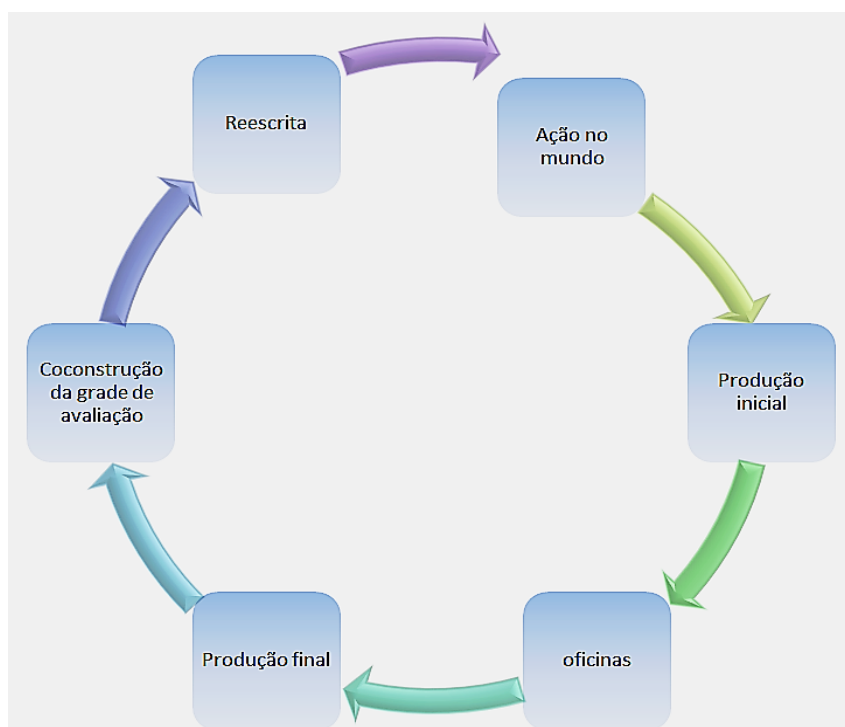 Reescrita
Ação no
mundo
Produção
inicial
oficinas
Produção final
Coconstrução
da grade de
avaliação